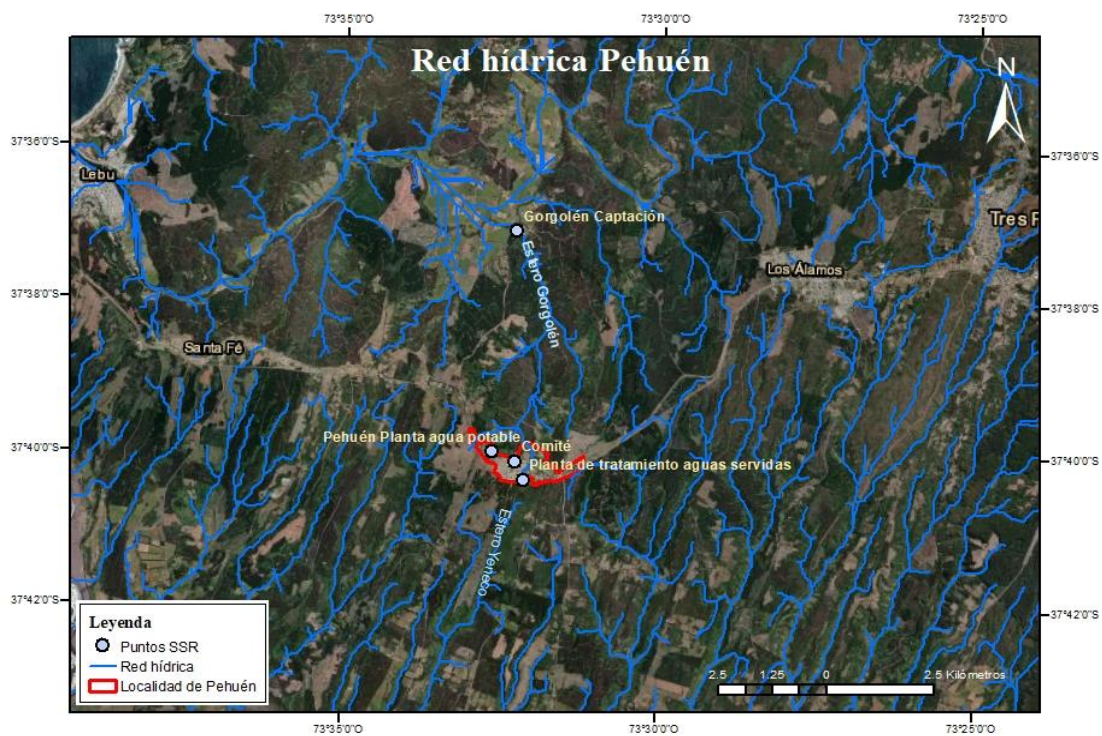 73°35'0"O
73°30'0"O
73°25'0"O
Red hídrica Pehuén
N
37°36'0"S
37°36'0"S
Lebu
Gorgolén Captación
Tres P
Estero Gorgolén
Los Álamos
37°38'0"S
37°38'0"S
Santa Fé
37°40'0"S
37°40'0"S
Pehuén Planta agua potable
Comité
Planta de tratamiento aguas servidas
Estero Yeneco
37°42'0"S
37°42'0"S
Leyenda
Puntos SSR
Red hídrica
Localidad de Pehuén
2.5 1.25 0 2.5 Kilómetros
73°35'0"O
73°30'0"O
73°25'0"O